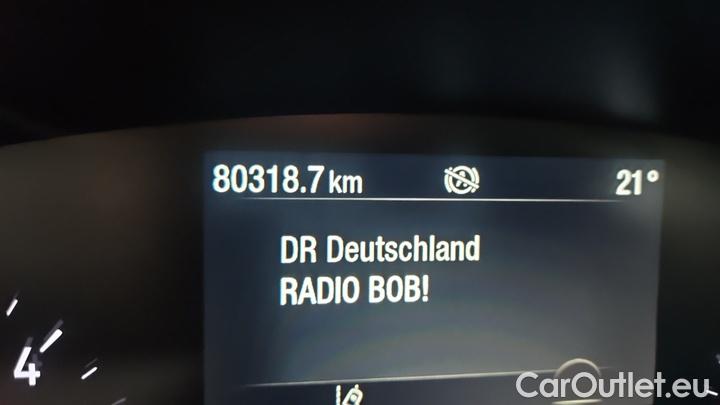 80318.7 km 21°
DR Deutschland
RADIO BOB!
4
CarOutlet.eu